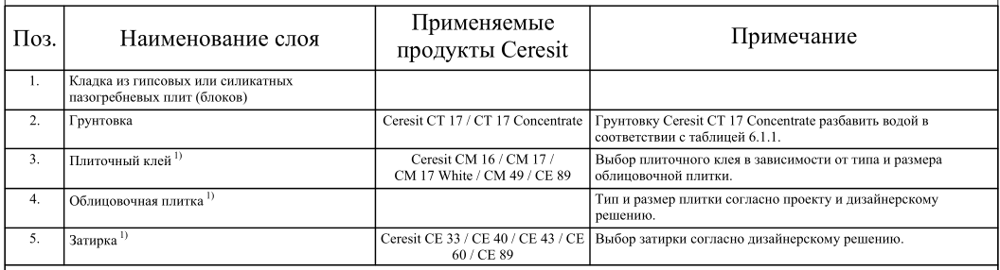 Поз. Наименование слоя Применяемые продукты Ceresit Примечание
1. Кладка из гипсовых или силикатных
пазогребневых плит (блоков)
2. Грунтовка Ceresit CT 17 / CT 17 Concentrate Грунтовку Ceresit CT 17 Concentrate разбавить водой в
соответствии с таблицей 6.1.1.
3. Плиточный клей 1) Ceresit CM 16 / CM 17 / Выбор плиточного клея в зависимости от типа и размера
CM 17 White / CM 49 / CE 89 облицовочной плитки.
4. Облицовочная плитка 1) Тип и размер плитки согласно проекту и дизайнерскому
решению.
5. Затирка 1) Ceresit CE 33 / CE 40 / CE 43 / CE Выбор затирки согласно дизайнерскому решению.
60 / CE 89